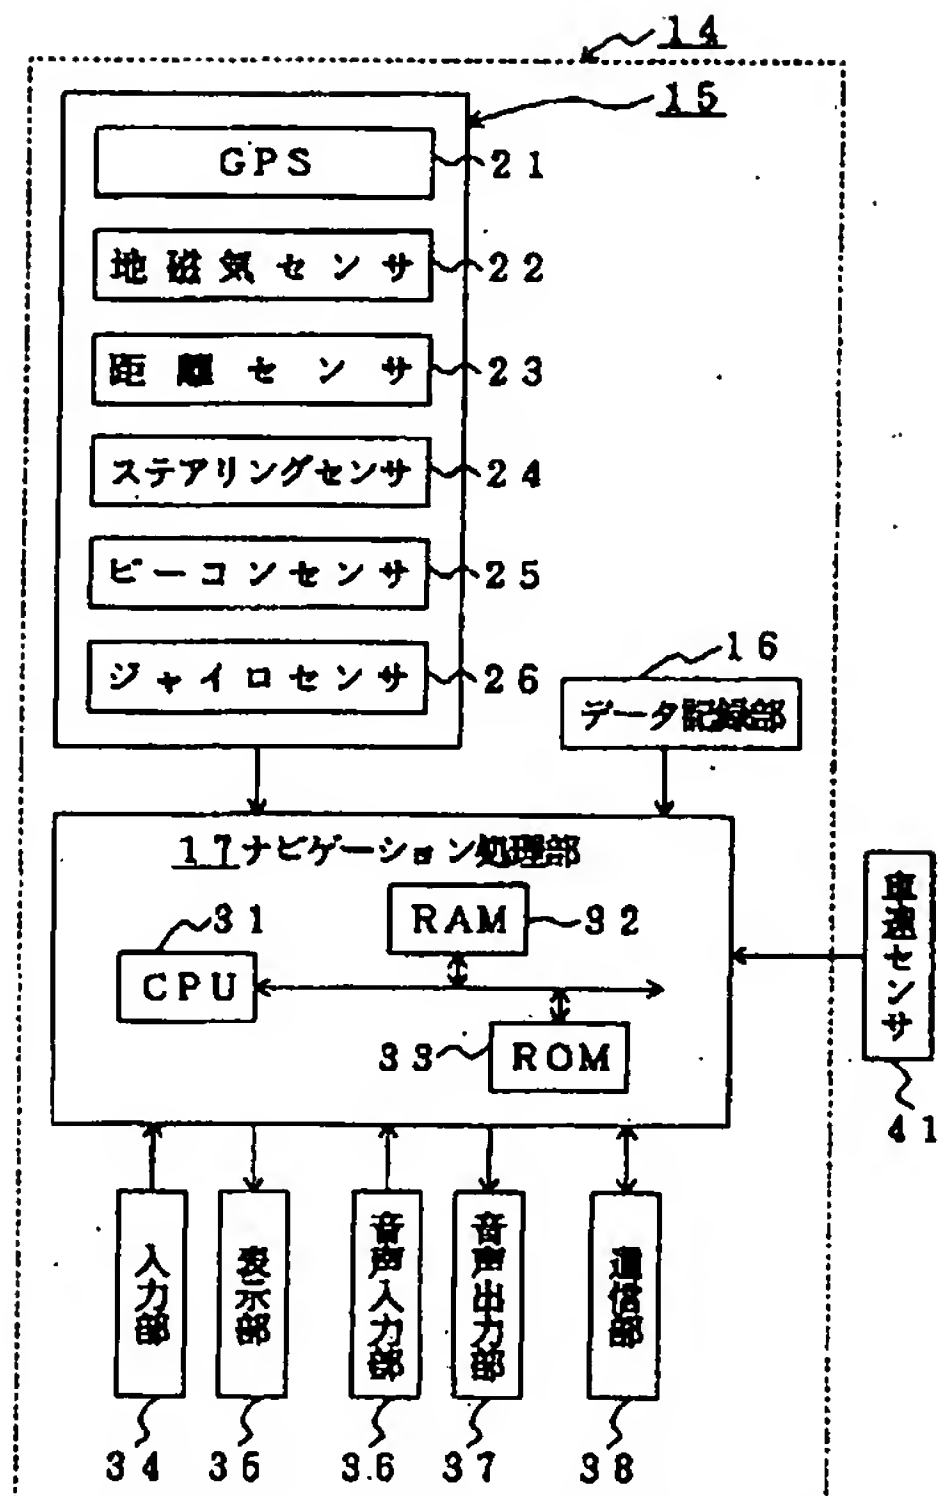 14
15
GPS 21
地磁気センサ 22
距離センサ 23
ステアリングセンサ 24
ビーコンセンサ 25
ジャイロセンサ 26
16
データ記録部
17ナビゲーション処理部
31
CPU
RAM 32
33 ROM
車速センサ
41
入力部
表示部
音声入力部
音声出力部
通信部
34 35 36 37 38